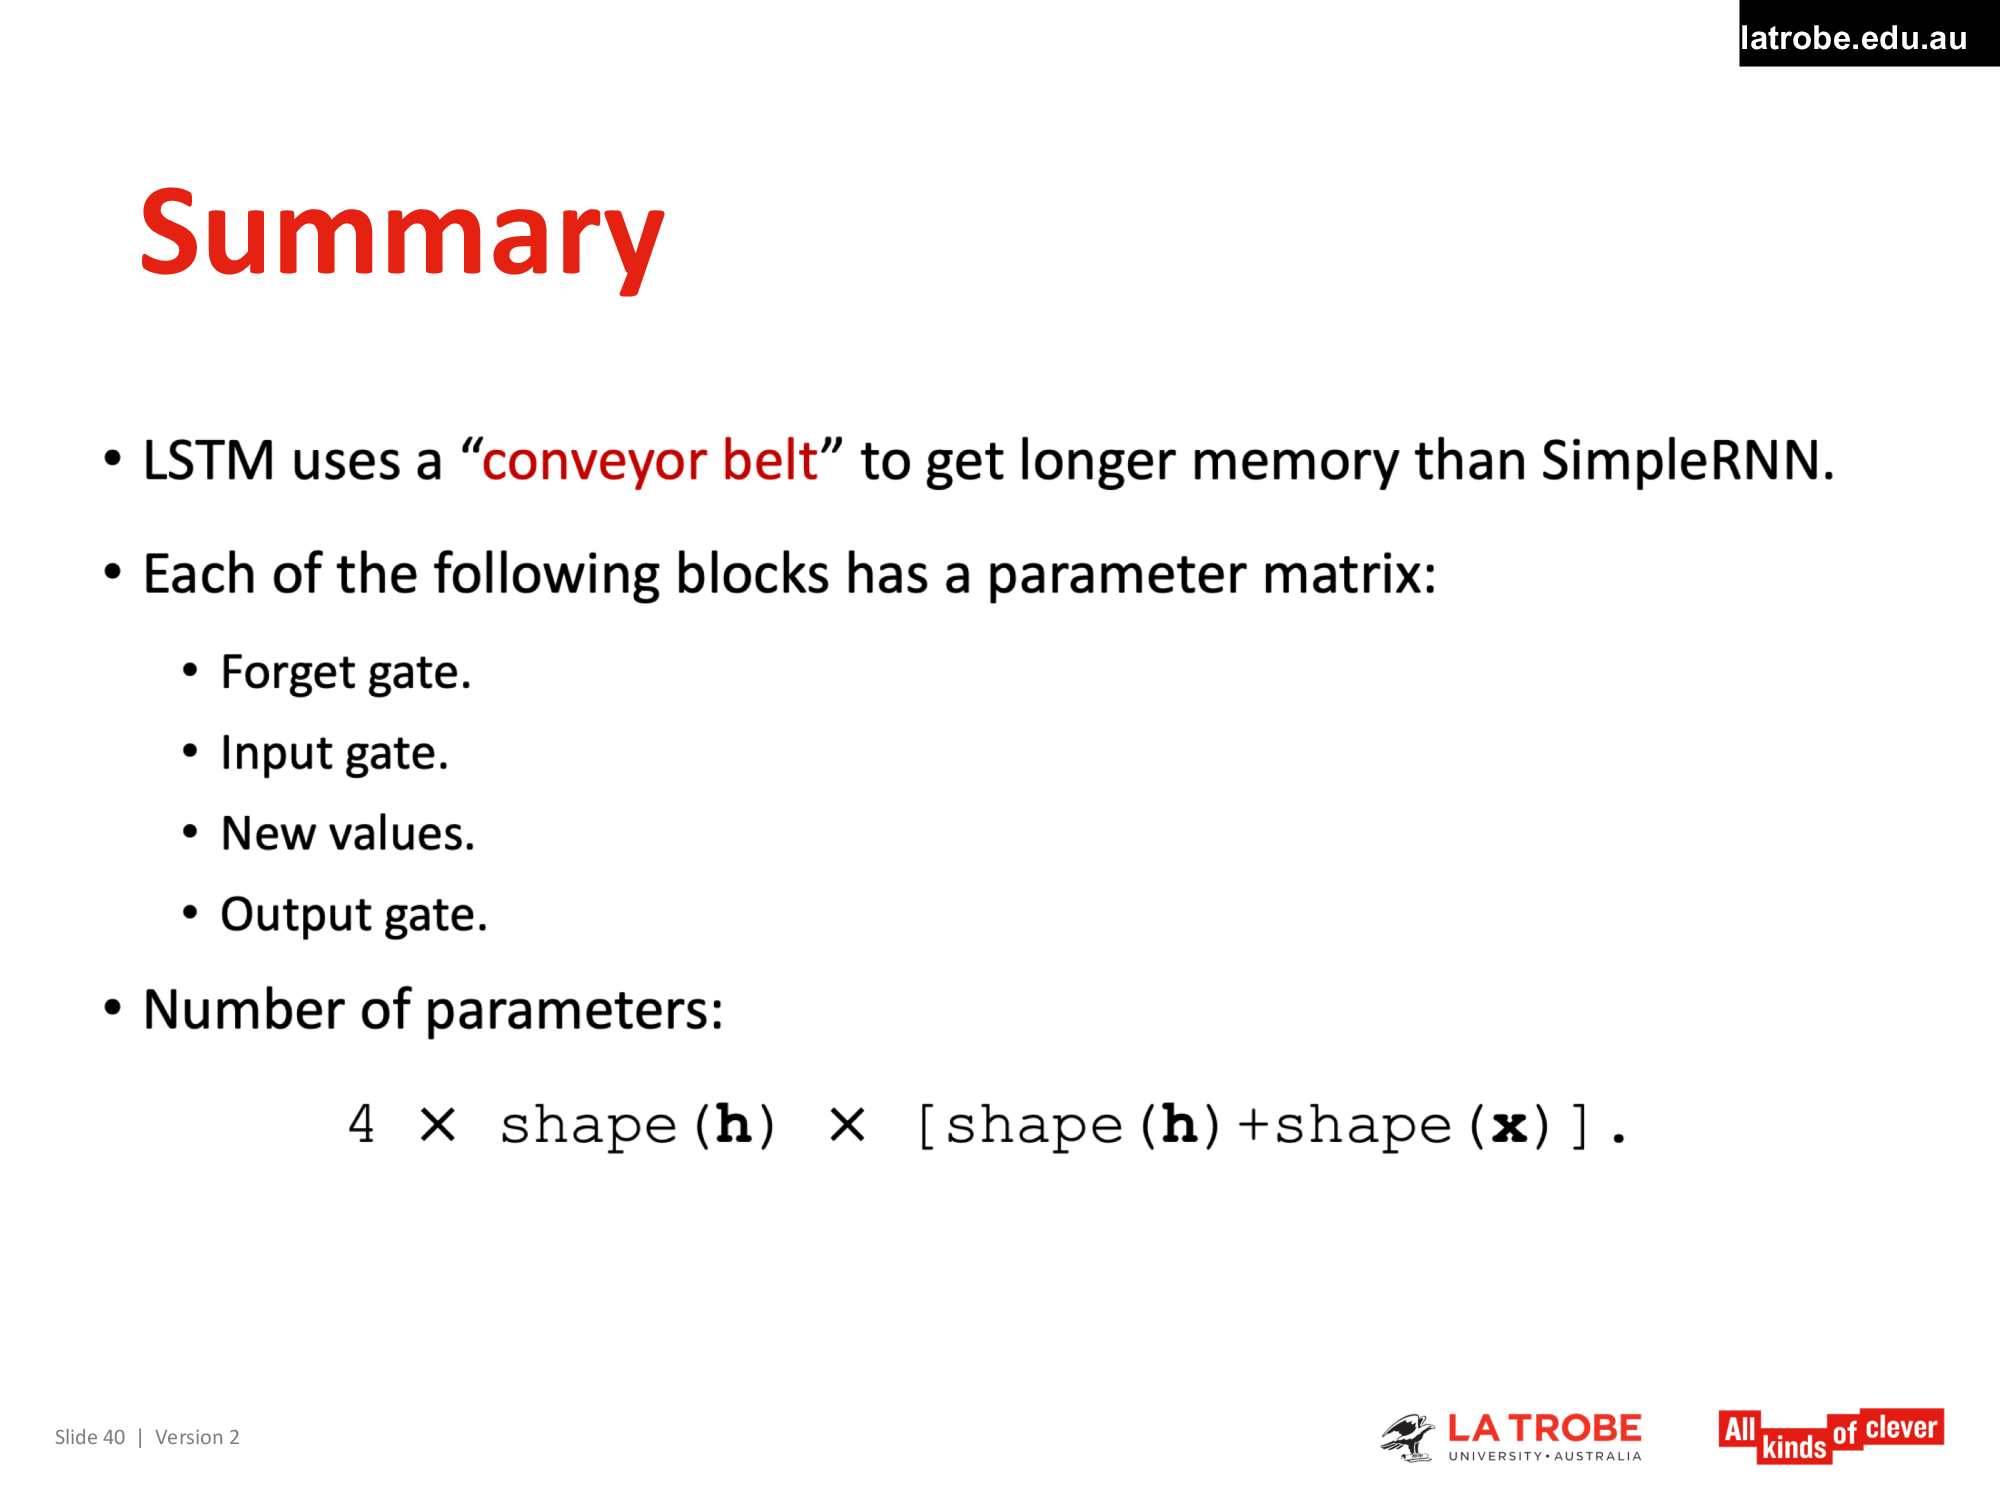 latrobe.edu.au
Summary
• LSTM uses a “conveyor belt” to get longer memory than SimpleRNN.
• Each of the following blocks has a parameter matrix:
• Forget gate.
• Input gate.
• New values.
• Output gate.
• Number of parameters:
4 × shape(h) × [shape(h)+shape(x)].
Slide 40 | Version 2
LA TROBE
UNIVERSITY • AUSTRALIA
All kinds of clever